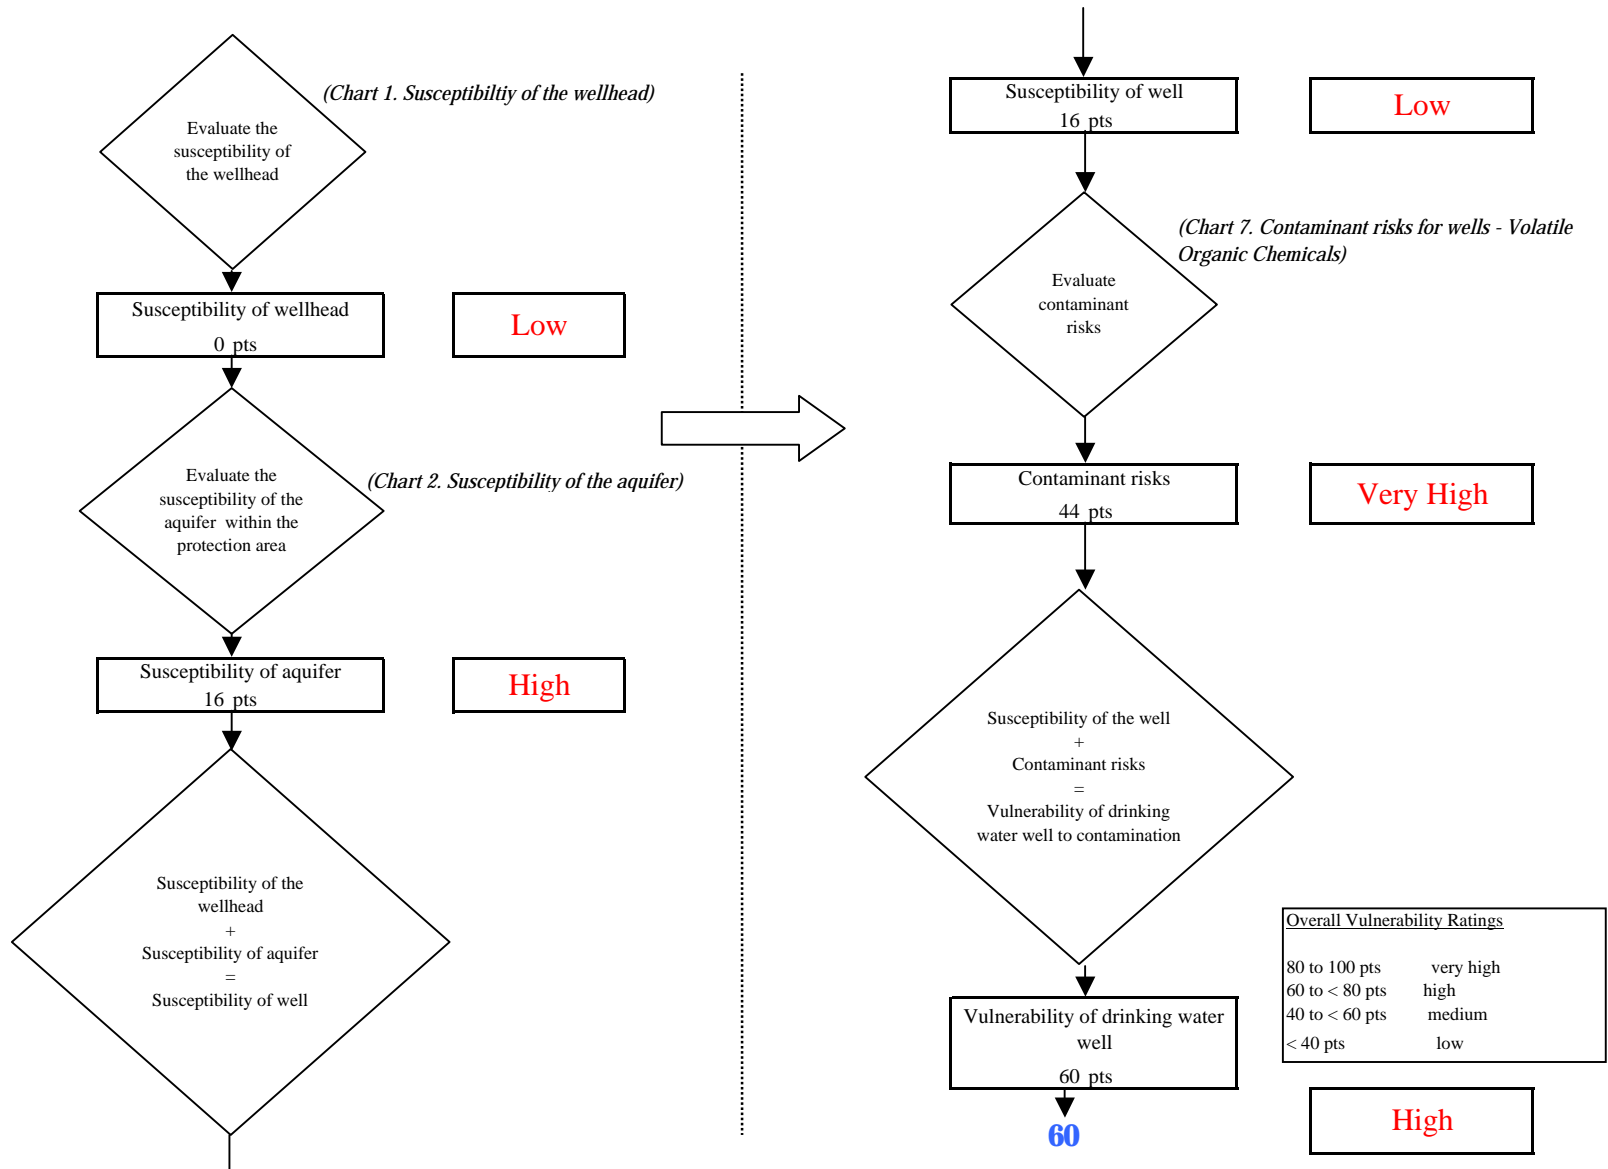 (Chart 1. Susceptibiltiy of the wellhead)
Evaluate the
susceptibility of
the wellhead
Susceptibility of wellhead
0 pts
Low
Evaluate the
susceptibility of the
aquifer within the
protection area
(Chart 2. Susceptibility of the aquifer)
Susceptibility of aquifer
16 pts
High
Susceptibility of the
wellhead
+
Susceptibility of aquifer
=
Susceptibility of well
Susceptibility of well
16 pts
Low
(Chart 7. Contaminant risks for wells - Volatile
Organic Chemicals)
Evaluate
contaminant
risks
Contaminant risks
44 pts
Very High
Susceptibility of the well
+
Contaminant risks
=
Vulnerability of drinking
water well to contamination
Overall Vulnerability Ratings
80 to 100 pts very high
60 to < 80 pts high
40 to < 60 pts medium
< 40 pts low
Vulnerability of drinking water
well
60 pts
60
High